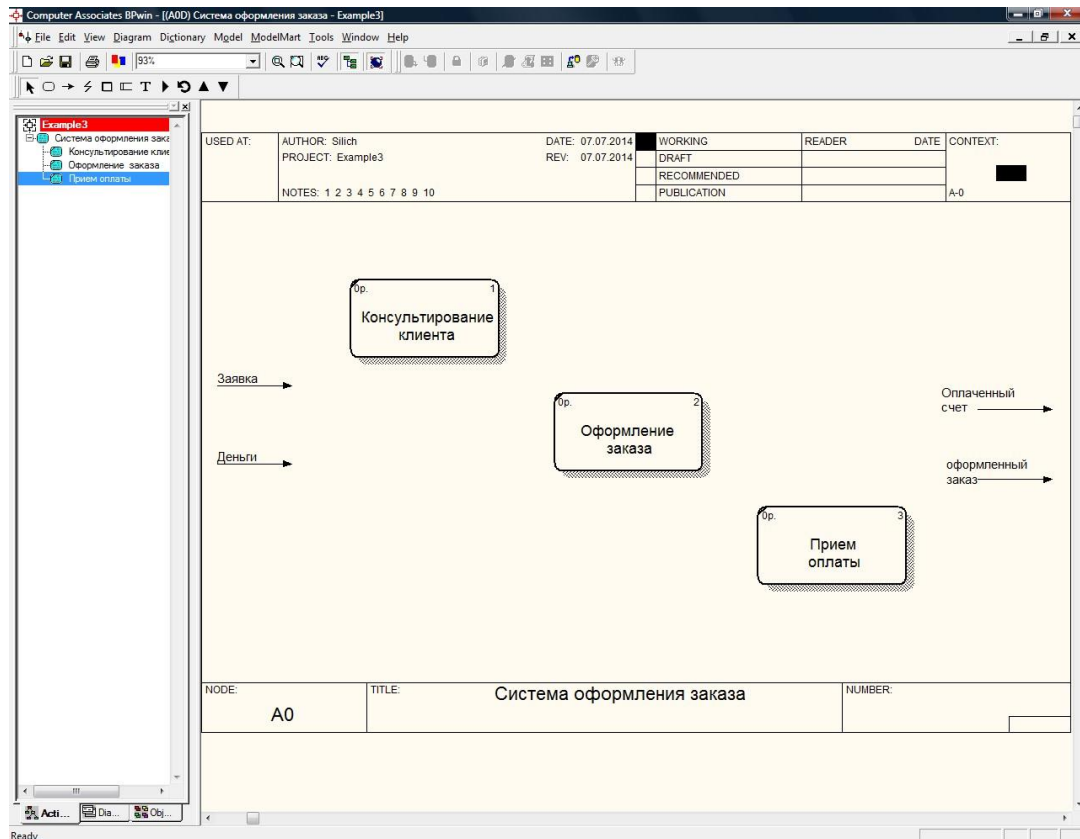 Computer Associates BPwin - [(A0D) Система оформления заказа - Example3]
File Edit View Diagram Dictionary Model ModelMart Tools Window Help
93%
Example3
Система оформления зака
Консультирование клие
Оформление заказа
Прием оплаты
USED AT:
AUTHOR: Silich
DATE: 07.07.2014
WORKING
READER
DATE
CONTEXT:
PROJECT: Example3
REV: 07.07.2014
DRAFT
RECOMMENDED
NOTES: 1 2 3 4 5 6 7 8 9 10
PUBLICATION
A-0
0р. 1
Консультирование
клиента
Заявка
0р. 2
Оформление
заказа
Оплаченный
счет
Деньги
оформленный
заказ
0р. 3
Прием
оплаты
NODE:
TITLE:
Система оформления заказа
NUMBER:
A0
Acti... Dia... Obj...
Ready